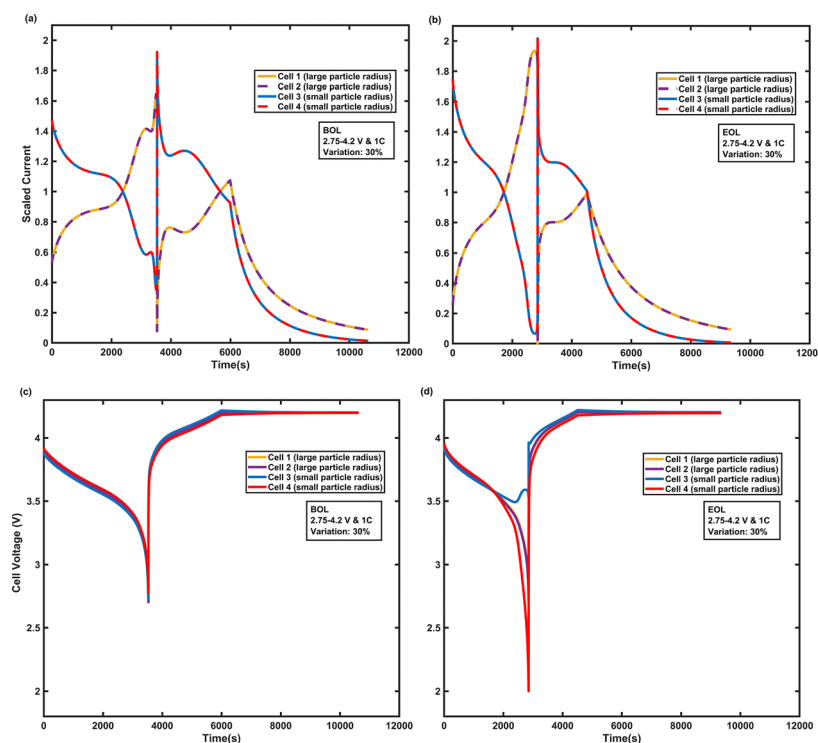 (a)
2
1.8
1.6
1.4
1.2
1
0.8
0.6
0.4
0.2
0
Scaled Current
Cell 1 (large particle radius)
Cell 2 (large particle radius)
Cell 3 (small particle radius)
Cell 4 (small particle radius)
BOL
2.75-4.2 V & 1C
Variation: 30%
0 2000 4000 6000 8000 10000 12000
Time(s)
(b)
2
1.8
1.6
1.4
1.2
1
0.8
0.6
0.4
0.2
0
Cell 1 (large particle radius)
Cell 2 (large particle radius)
Cell 3 (small particle radius)
Cell 4 (small particle radius)
EOL
2.75-4.2 V & 1C
Variation: 30%
0 2000 4000 6000 8000 10000 1200
Time(s)
(c)
4
3.5
3
2.5
2
Cell Voltage (V)
Cell 1 (large particle radius)
Cell 2 (large particle radius)
Cell 3 (small particle radius)
Cell 4 (small particle radius)
BOL
2.75-4.2 V & 1C
Variation: 30%
0 2000 4000 6000 8000 10000 12000
Time(s)
(d)
4
3.5
3
2.5
2
Cell 1 (large particle radius)
Cell 2 (large particle radius)
Cell 3 (small particle radius)
Cell 4 (small particle radius)
EOL
2.75-4.2 V & 1C
Variation: 30%
0 2000 4000 6000 8000 10000 12000
Time(s)